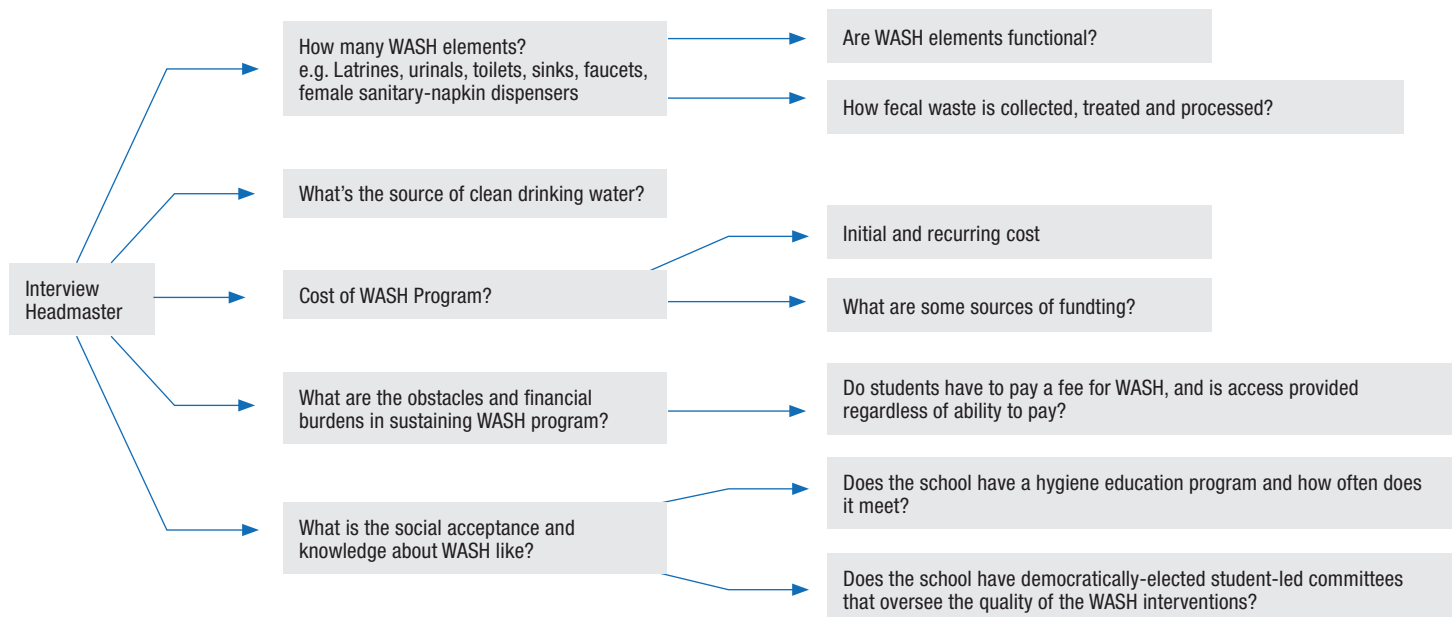 Interview
Headmaster
How many WASH elements?
e.g. Latrines, urinals, toilets, sinks, faucets,
female sanitary-napkin dispensers
Are WASH elements functional?
How fecal waste is collected, treated and processed?
What's the source of clean drinking water?
Cost of WASH Program?
Initial and recurring cost
What are some sources of fundting?
What are the obstacles and financial
burdens in sustaining WASH program?
Do students have to pay a fee for WASH, and is access provided
regardless of ability to pay?
What is the social acceptance and
knowledge about WASH like?
Does the school have a hygiene education program and how often does
it meet?
Does the school have democratically-elected student-led committees
that oversee the quality of the WASH interventions?